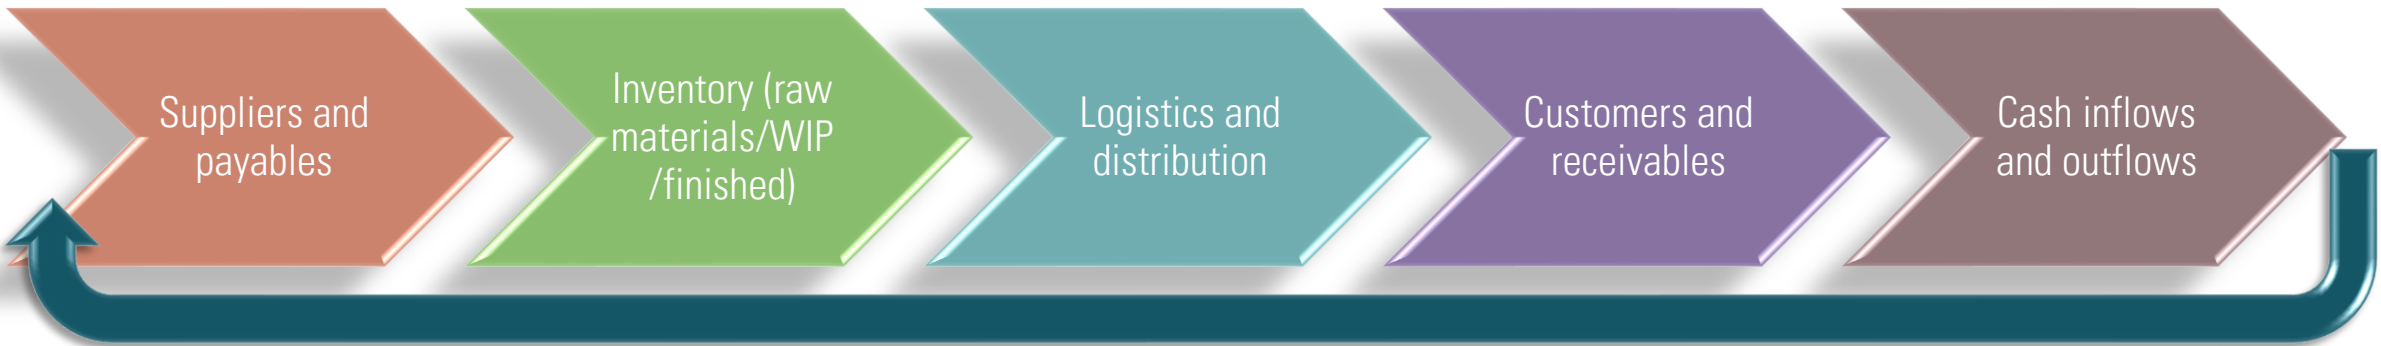 Suppliers and
payables
Inventory (raw
materials/WIP
/finished)
Logistics and
distribution
Customers and
receivables
Cash inflows
and outflows